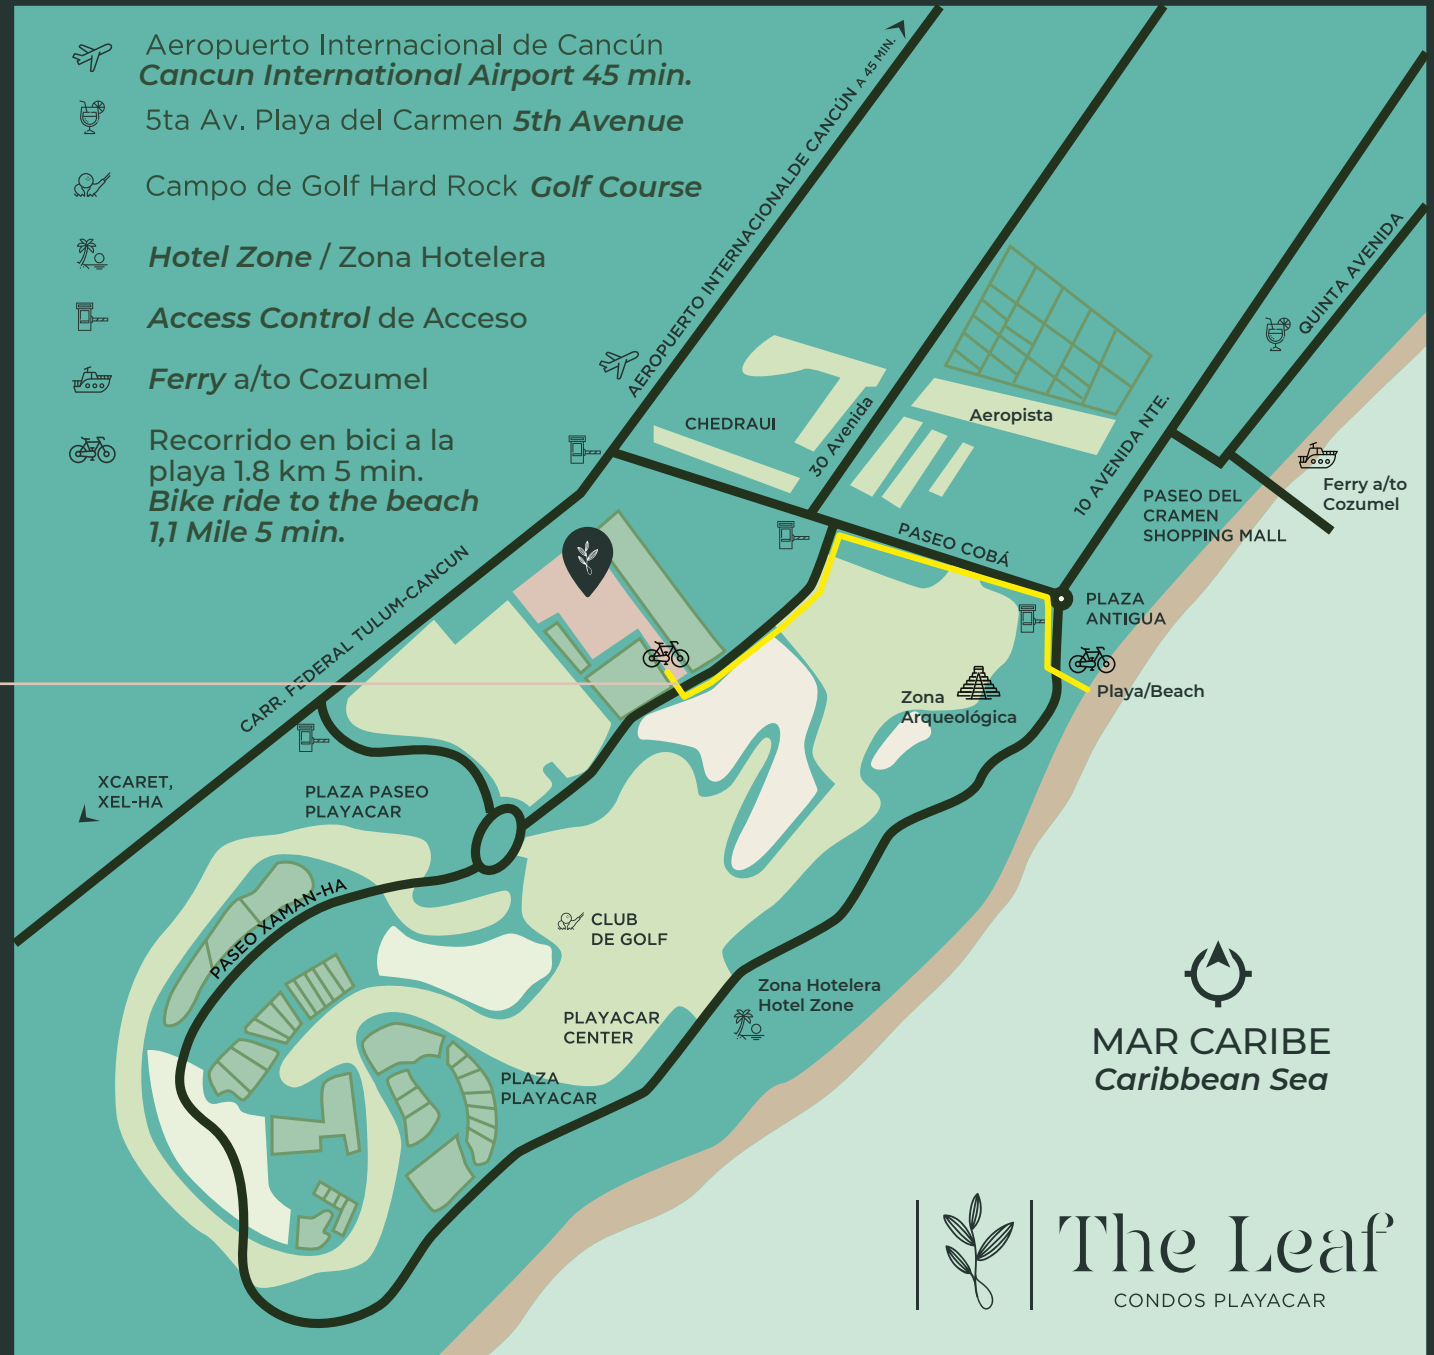 Aeropuerto Internacional de Cancún
Cancun International Airport 45 min.
5ta Av. Playa del Carmen 5th Avenue
Campo de Golf Hard Rock Golf Course
Hotel Zone / Zona Hotelera
Access Control de Acceso
Ferry a/to Cozumel
Recorrido en bici a la
playa 1.8 km 5 min.
Bike ride to the beach
1,1 Mile 5 min.
AEROPUERTO INTERNACIONALDE CANCÚN A 45 MIN.
QUINTA AVENIDA
CHEDRAUI
30 Avenida
Aeropista
10 AVENIDA NTE.
Ferry a/to
Cozumel
PASEO DEL
CRAMEN
SHOPPING MALL
PASEO COBÁ
PLAZA
ANTIGUA
CARR. FEDERAL TULUM-CANCUN
Zona
Arqueológica
Playa/Beach
XCARET,
XEL-HA
PLAZA PASEO
PLAYACAR
PASEO XAMAN-HA
CLUB
DE GOLF
Zona Hotelera
Hotel Zone
PLAYACAR
CENTER
PLAZA
PLAYACAR
MAR CARIBE
Caribbean Sea
The Leaf
CONDOS PLAYACAR